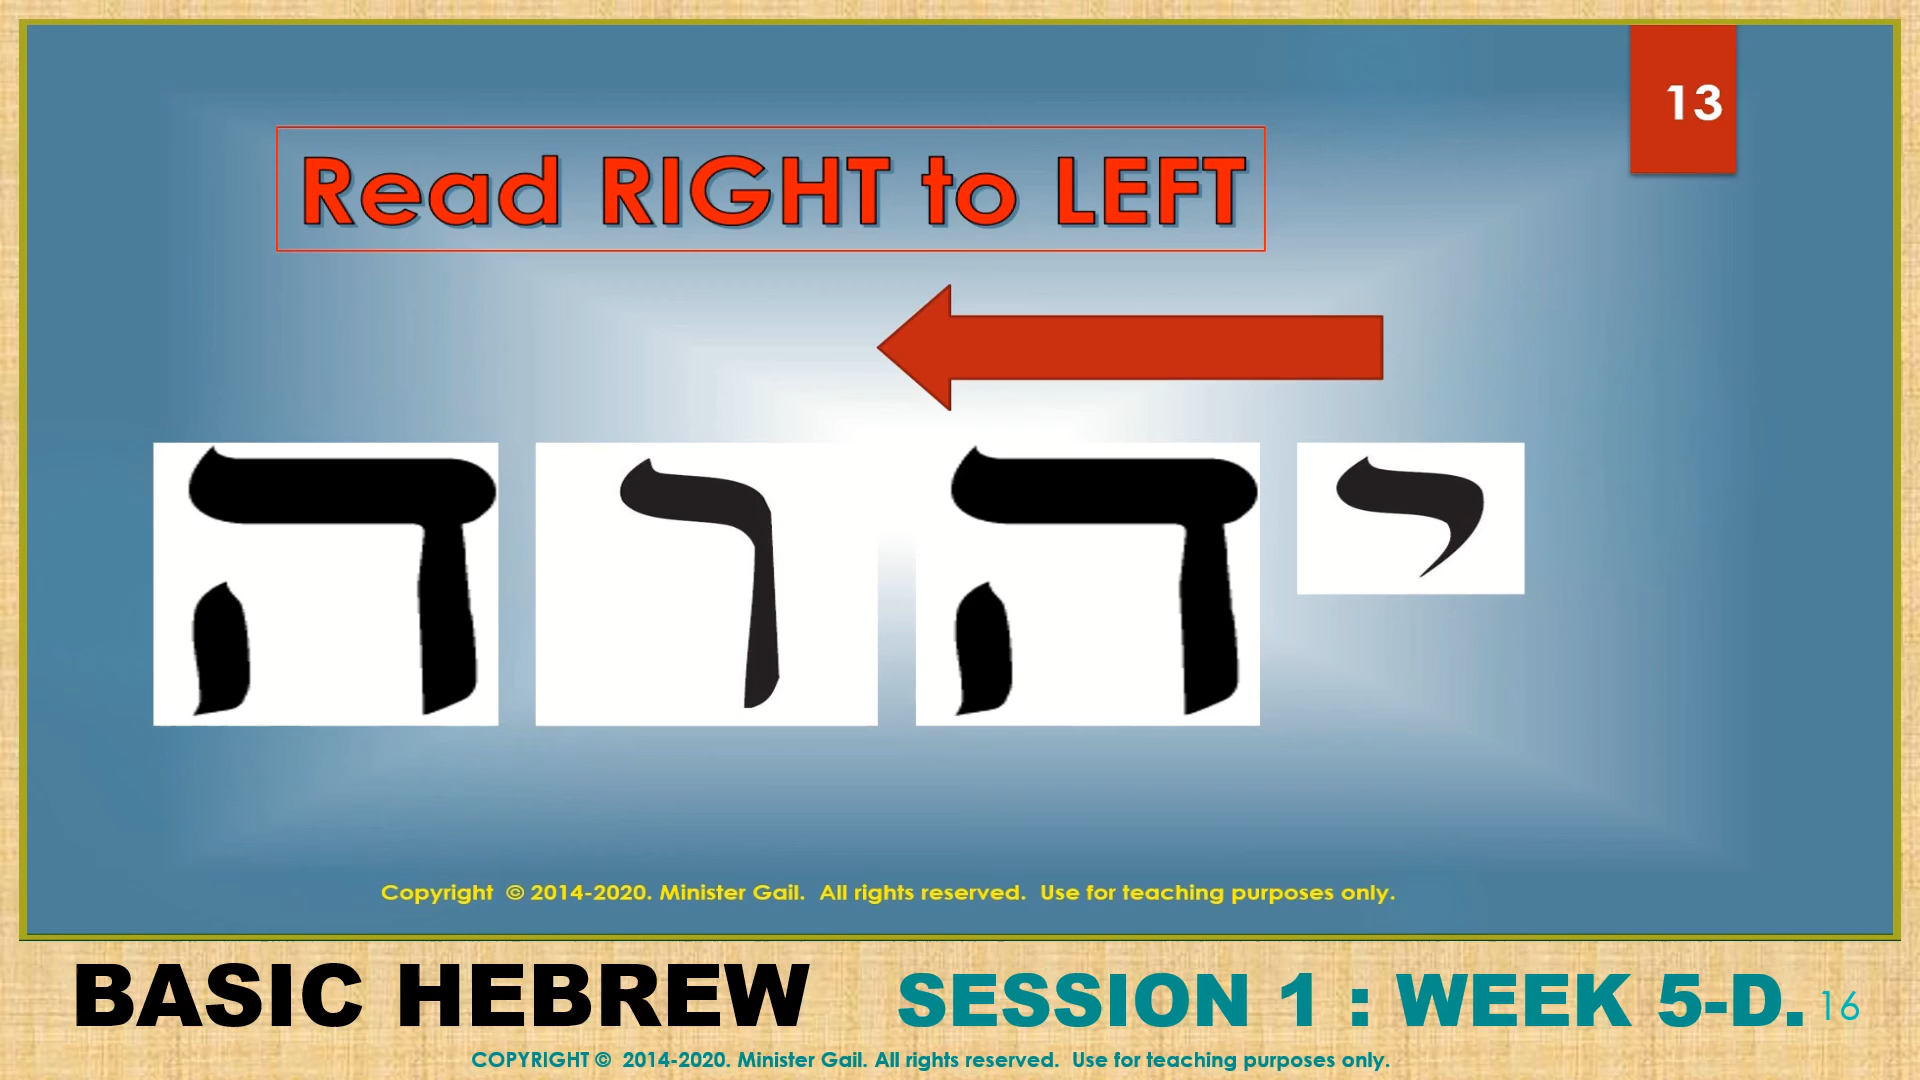 13
Read RIGHT to LEFT
יהוה
Copyright © 2014-2020. Minister Gail. All rights reserved. Use for teaching purposes only.
BASIC HEBREW SESSION 1 : WEEK 5-D. 16
COPYRIGHT © 2014-2020. Minister Gail. All rights reserved. Use for teaching purposes only.